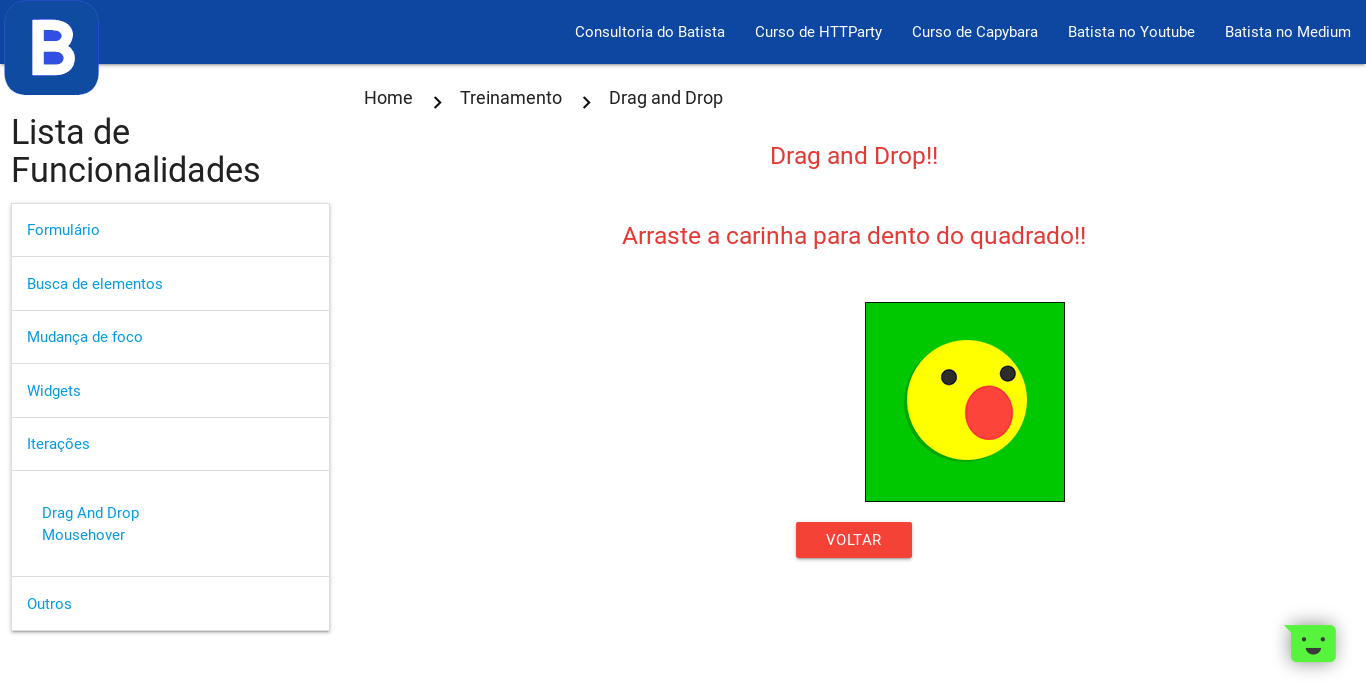 B
Consultoria do Batista
Curso de HTTParty
Curso de Capybara
Batista no Youtube
Batista no Medium
Home
Treinamento
Drag and Drop
Lista de
Funcionalidades
Formulário
Busca de elementos
Mudança de foco
Widgets
Iterações
Drag And Drop
Mousehover
Outros
Drag and Drop!!
Arraste a carinha para dento do quadrado!!
VOLTAR